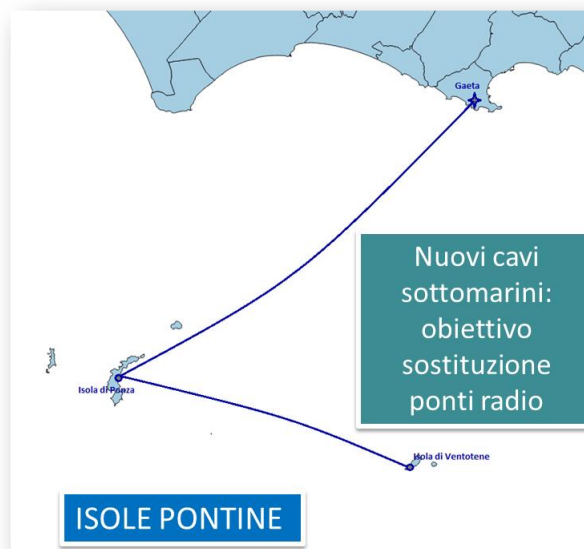 Gaeta
Nuovi cavi
sottomarini:
obiettivo
sostituzione
ponti radio
Isola di Ponza
Isola di Ventotene
ISOLE PONTINE